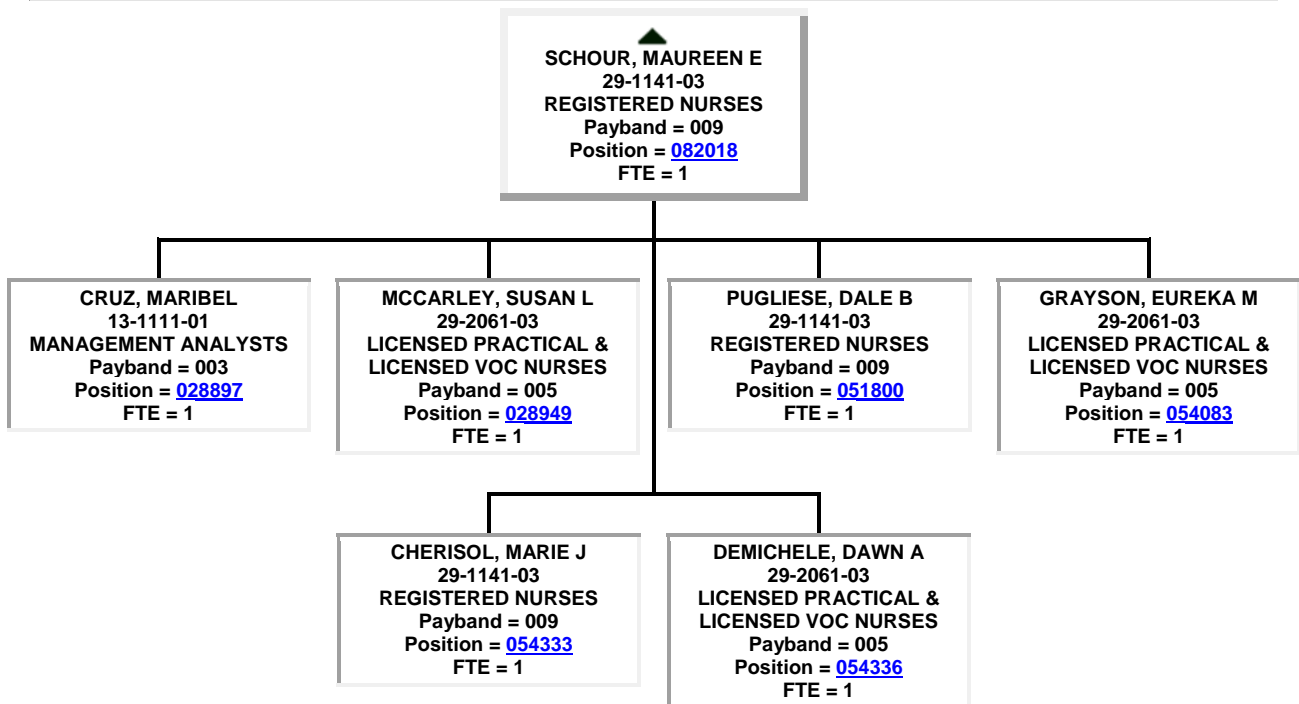 SCHOUR, MAUREEN E
29-1141-03
REGISTERED NURSES
Payband = 009
Position = 082018
FTE = 1
CRUZ, MARIBEL
13-1111-01
MANAGEMENT ANALYSTS
Payband = 003
Position = 028897
FTE = 1
MCCARLEY, SUSAN L
29-2061-03
LICENSED PRACTICAL &
LICENSED VOC NURSES
Payband = 005
Position = 028949
FTE = 1
PUGLIESE, DALE B
29-1141-03
REGISTERED NURSES
Payband = 009
Position = 051800
FTE = 1
GRAYSON, EUREKA M
29-2061-03
LICENSED PRACTICAL &
LICENSED VOC NURSES
Payband = 005
Position = 054083
FTE = 1
CHERISOL, MARIE J
29-1141-03
REGISTERED NURSES
Payband = 009
Position = 054333
FTE = 1
DEMICHELE, DAWN A
29-2061-03
LICENSED PRACTICAL &
LICENSED VOC NURSES
Payband = 005
Position = 054336
FTE = 1